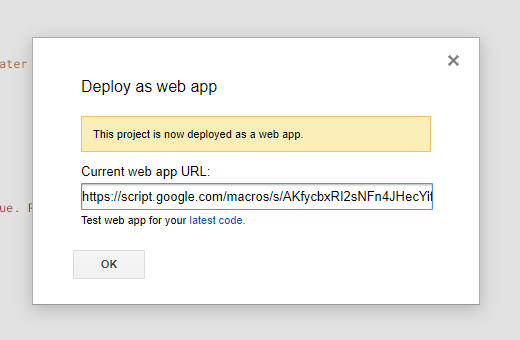 ater
Deploy as web app
This project is now deployed as a web app.
Current web app URL:
https://script.google.com/macros/s/AKfycbxRI2sNFn4JHecYi
Test web app for your latest code.
ue. F
OK